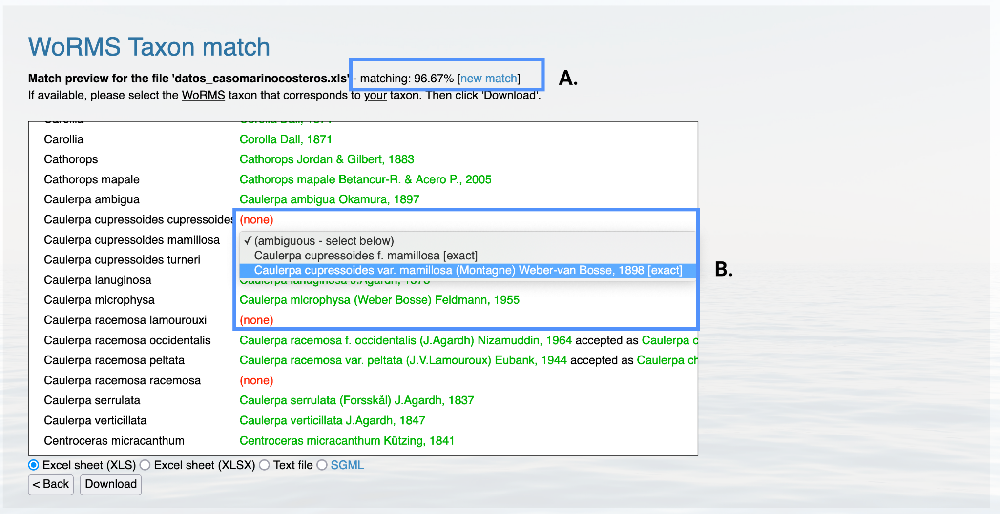 WoRMS Taxon match
Match preview for the file 'datos_casomarinocosteros.xls' - matching: 96.67% [new match]
A.
If available, please select the WoRMS taxon that corresponds to your taxon. Then click 'Download'.
Carollia Corolla Dall, 1871
Cathorops Cathorops Jordan & Gilbert, 1883
Cathorops mapale Cathorops mapale Betancur-R. & Acero P., 2005
Caulerpa ambigua Caulerpa ambigua Okamura, 1897
Caulerpa cupressoides cupressoides (none)
Caulerpa cupressoides mamillosa ✓(ambiguous - select below)
Caulerpa cupressoides f. mamillosa [exact]
Caulerpa cupressoides turneri
Caulerpa cupressoides var. mamillosa (Montagne) Weber-van Bosse, 1898 [exact]
B.
Caulerpa lanuginosa Caulerpa lanuginosa J.Agardh, 1873
Caulerpa microphysa Caulerpa microphysa (Weber Bosse) Feldmann, 1955
Caulerpa racemosa lamourouxi (none)
Caulerpa racemosa occidentalis Caulerpa racemosa f. occidentalis (J.Agardh) Nizamuddin, 1964 accepted as Caulerpa c
Caulerpa racemosa peltata Caulerpa racemosa var. peltata (J.V.Lamouroux) Eubank, 1944 accepted as Caulerpa ch
Caulerpa racemosa racemosa (none)
Caulerpa serrulata Caulerpa serrulata (Forsskål) J.Agardh, 1837
Caulerpa verticillata Caulerpa verticillata J.Agardh, 1847
Centroceras micracanthum Centroceras micracanthum Kützing, 1841
Excel sheet (XLS) Excel sheet (XLSX) Text file SGML
< Back Download